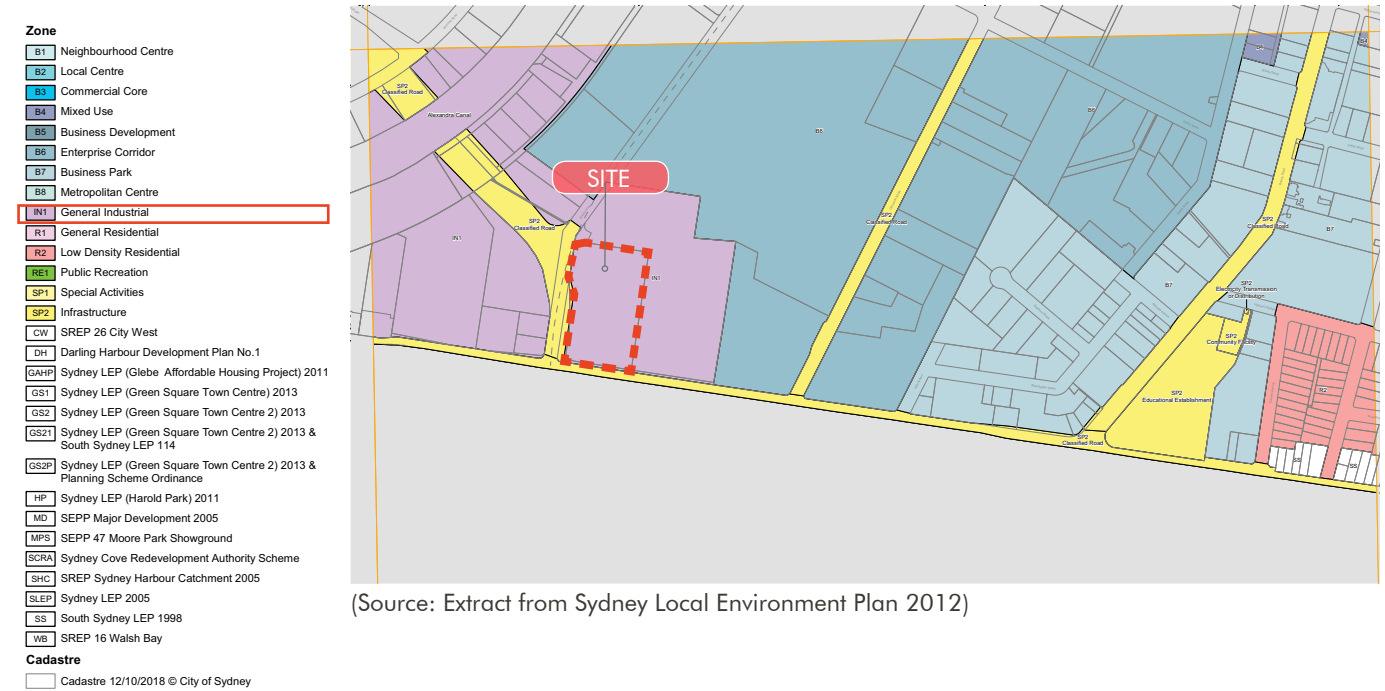 Zone
B1 Neighbourhood Centre
B2 Local Centre
B3 Commercial Core
B4 Mixed Use
B5 Business Development
B6 Enterprise Corridor
B7 Business Park
B8 Metropolitan Centre
IN1 General Industrial
R1 General Residential
R2 Low Density Residential
RE1 Public Recreation
SP1 Special Activities
SP2 Infrastructure
CW SREP 26 City West
DH Darling Harbour Development Plan No.1
GAHP Sydney LEP (Glebe Affordable Housing Project) 2011
GS1 Sydney LEP (Green Square Town Centre) 2013
GS2 Sydney LEP (Green Square Town Centre 2) 2013
GS21 Sydney LEP (Green Square Town Centre 2) 2013 &
South Sydney LEP 114
GS2P Sydney LEP (Green Square Town Centre 2) 2013 &
Planning Scheme Ordinance
HP Sydney LEP (Harold Park) 2011
MD SEPP Major Development 2005
MPS SEPP 47 Moore Park Showground
SCRA Sydney Cove Redevelopment Authority Scheme
SHC SREP Sydney Harbour Catchment 2005
SLEP Sydney LEP 2005
SS South Sydney LEP 1998
WB SREP 16 Walsh Bay
Cadastre
Cadastre 12/10/2018 © City of Sydney
B4
B4
SP2
Classified Road
Alexandra Canal
B6
B6
SITE
SP2
Classified Road
SP2
Classified Road
SP2
Classified Road
B7
IN1
IN1
B7
SP2
Electricity Transmission
or Distribution
SP2
Community Facility
SP2
Educational Establishment
R2
SP2
Classified Road
SS
SS
(Source: Extract from Sydney Local Environment Plan 2012)